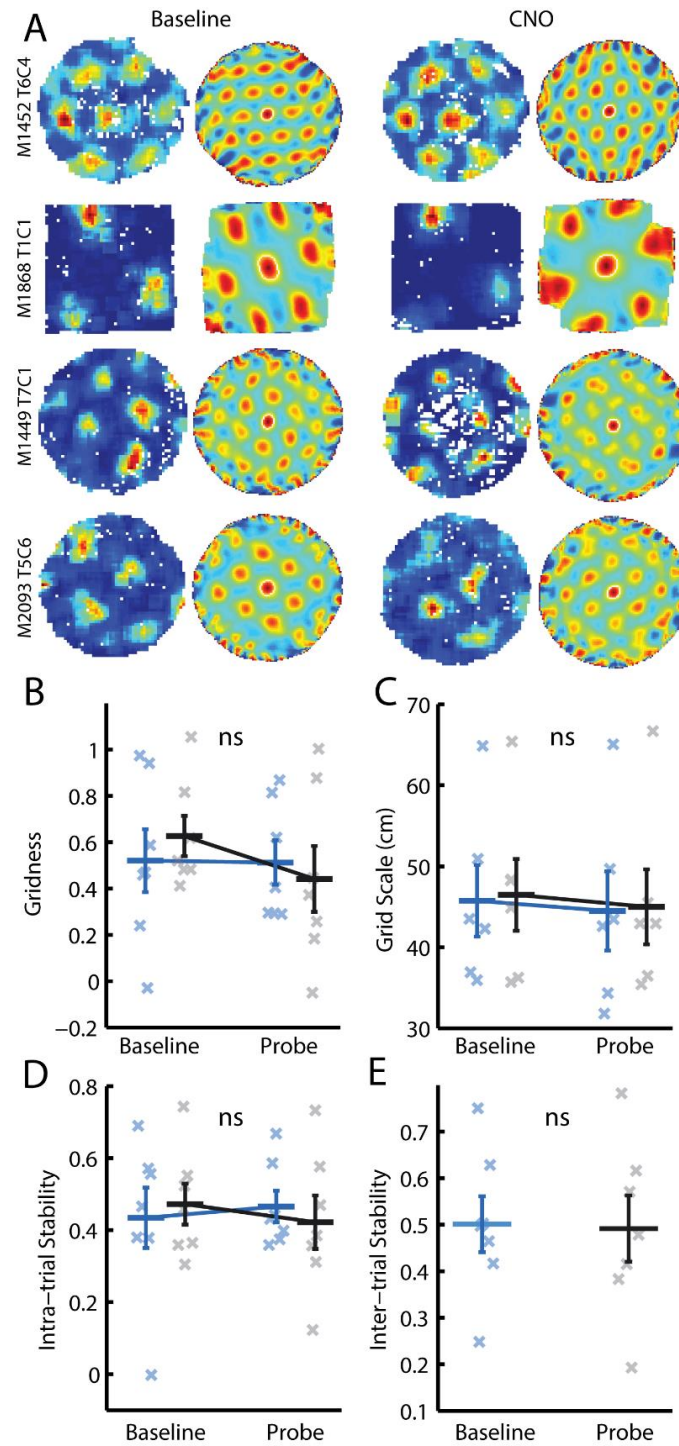 A
Baseline
CNO
M1452 T6C4
M1868 T1C1
M1449 T7C1
M2093 T5C6
B
ns
1
0.8
0.6
0.4
0.2
0
−0.2
Gridness
Baseline
Probe
C
ns
70
60
50
40
30
Grid Scale (cm)
Baseline
Probe
D
ns
0.8
0.6
0.4
0.2
0
Intra−trial Stability
Baseline
Probe
E
ns
0.7
0.6
0.5
0.4
0.3
0.2
0.1
Inter−trial Stability
Baseline
Probe